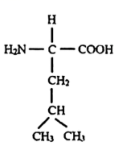 H
H₂N-C-COOH
CH₂
CH
CH₃ CH₃